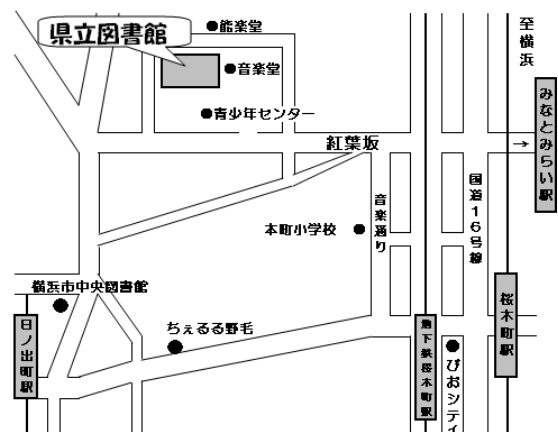 県立図書館
●能楽堂
●音楽堂
●青少年センター
至横浜
みなとみらい駅
紅葉坂
→
国道16号線
音楽通り
本町小学校●
横浜市中央図書館
日ノ出町駅
ちぇるる野毛
地下鉄桜木町駅
ぴおシティ
桜木町駅